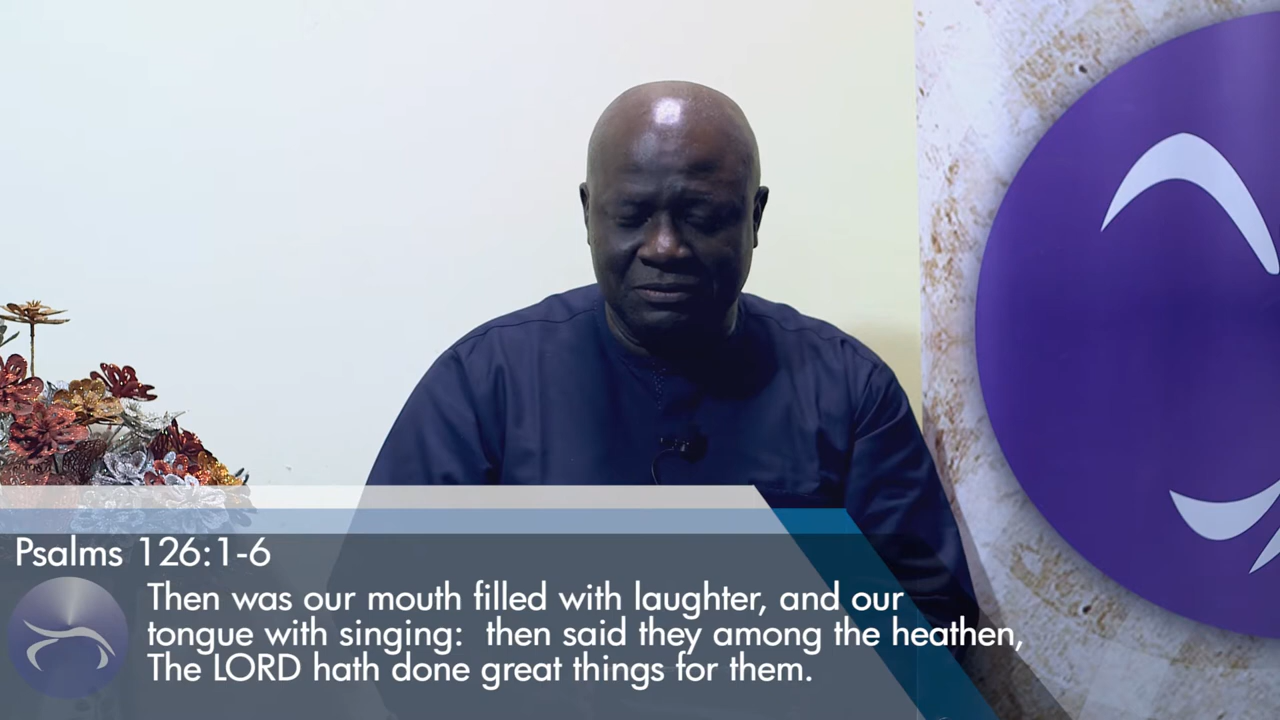 Psalms 126:1-6
Then was our mouth filled with laughter, and our
tongue with singing:  then said they among the heathen,
The LORD hath done great things for them.